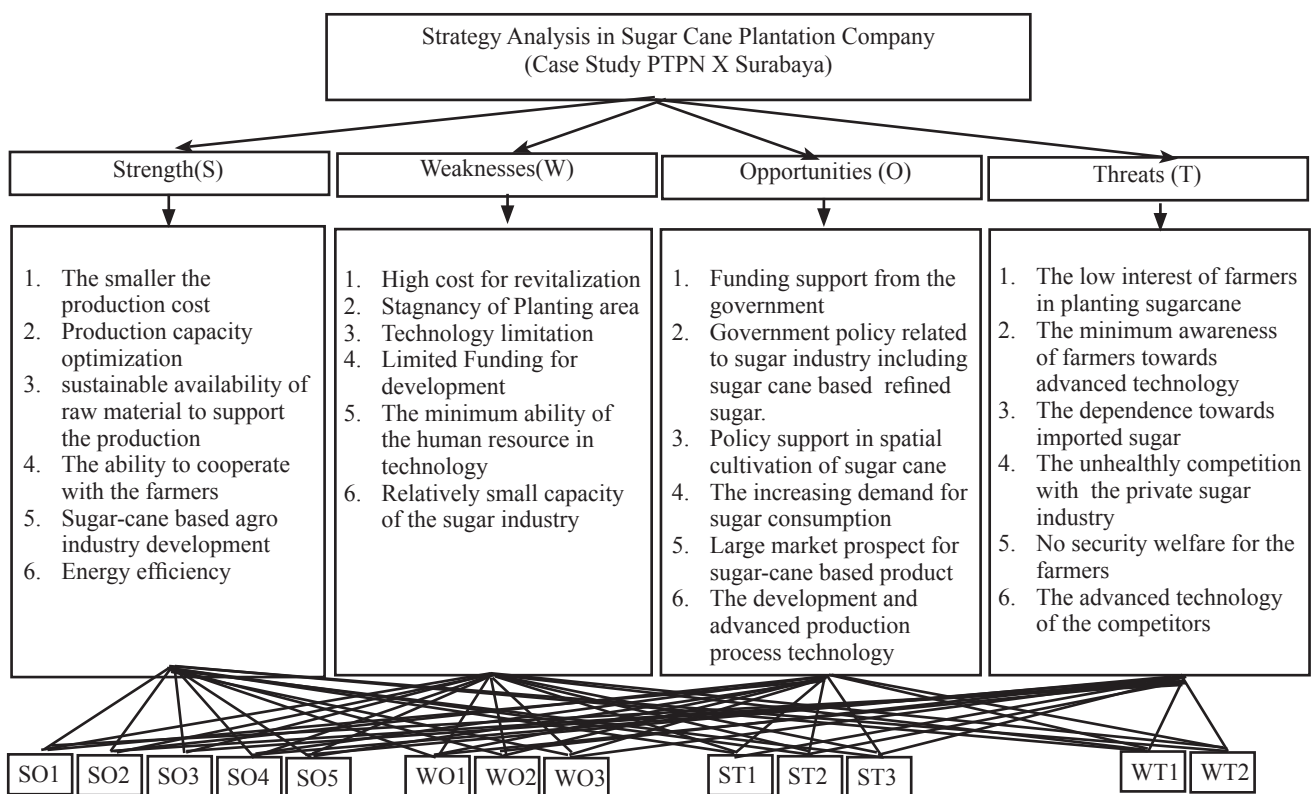 Strategy Analysis in Sugar Cane Plantation Company
(Case Study PTPN X Surabaya)
Strength(S)
Weaknesses(W)
Opportunities (O)
Threats (T)
1. The smaller the
production cost
2. Production capacity
optimization
3. sustainable availability of
raw material to support
the production
4. The ability to cooperate
with the farmers
5. Sugar-cane based agro
industry development
6. Energy efficiency
1. High cost for revitalization
2. Stagnancy of Planting area
3. Technology limitation
4. Limited Funding for
development
5. The minimum ability of
the human resource in
technology
6. Relatively small capacity
of the sugar industry
1. Funding support from the
government
2. Government policy related
to sugar industry including
sugar cane based refined
sugar.
3. Policy support in spatial
cultivation of sugar cane
4. The increasing demand for
sugar consumption
5. Large market prospect for
sugar-cane based product
6. The development and
advanced production
process technology
1. The low interest of farmers
in planting sugarcane
2. The minimum awareness
of farmers towards
advanced technology
3. The dependence towards
imported sugar
4. The unhealthly competition
with the private sugar
industry
5. No security welfare for the
farmers
6. The advanced technology
of the competitors
SO1
SO2
SO3
SO4
SO5
WO1
WO2
WO3
ST1
ST2
ST3
WT1
WT2